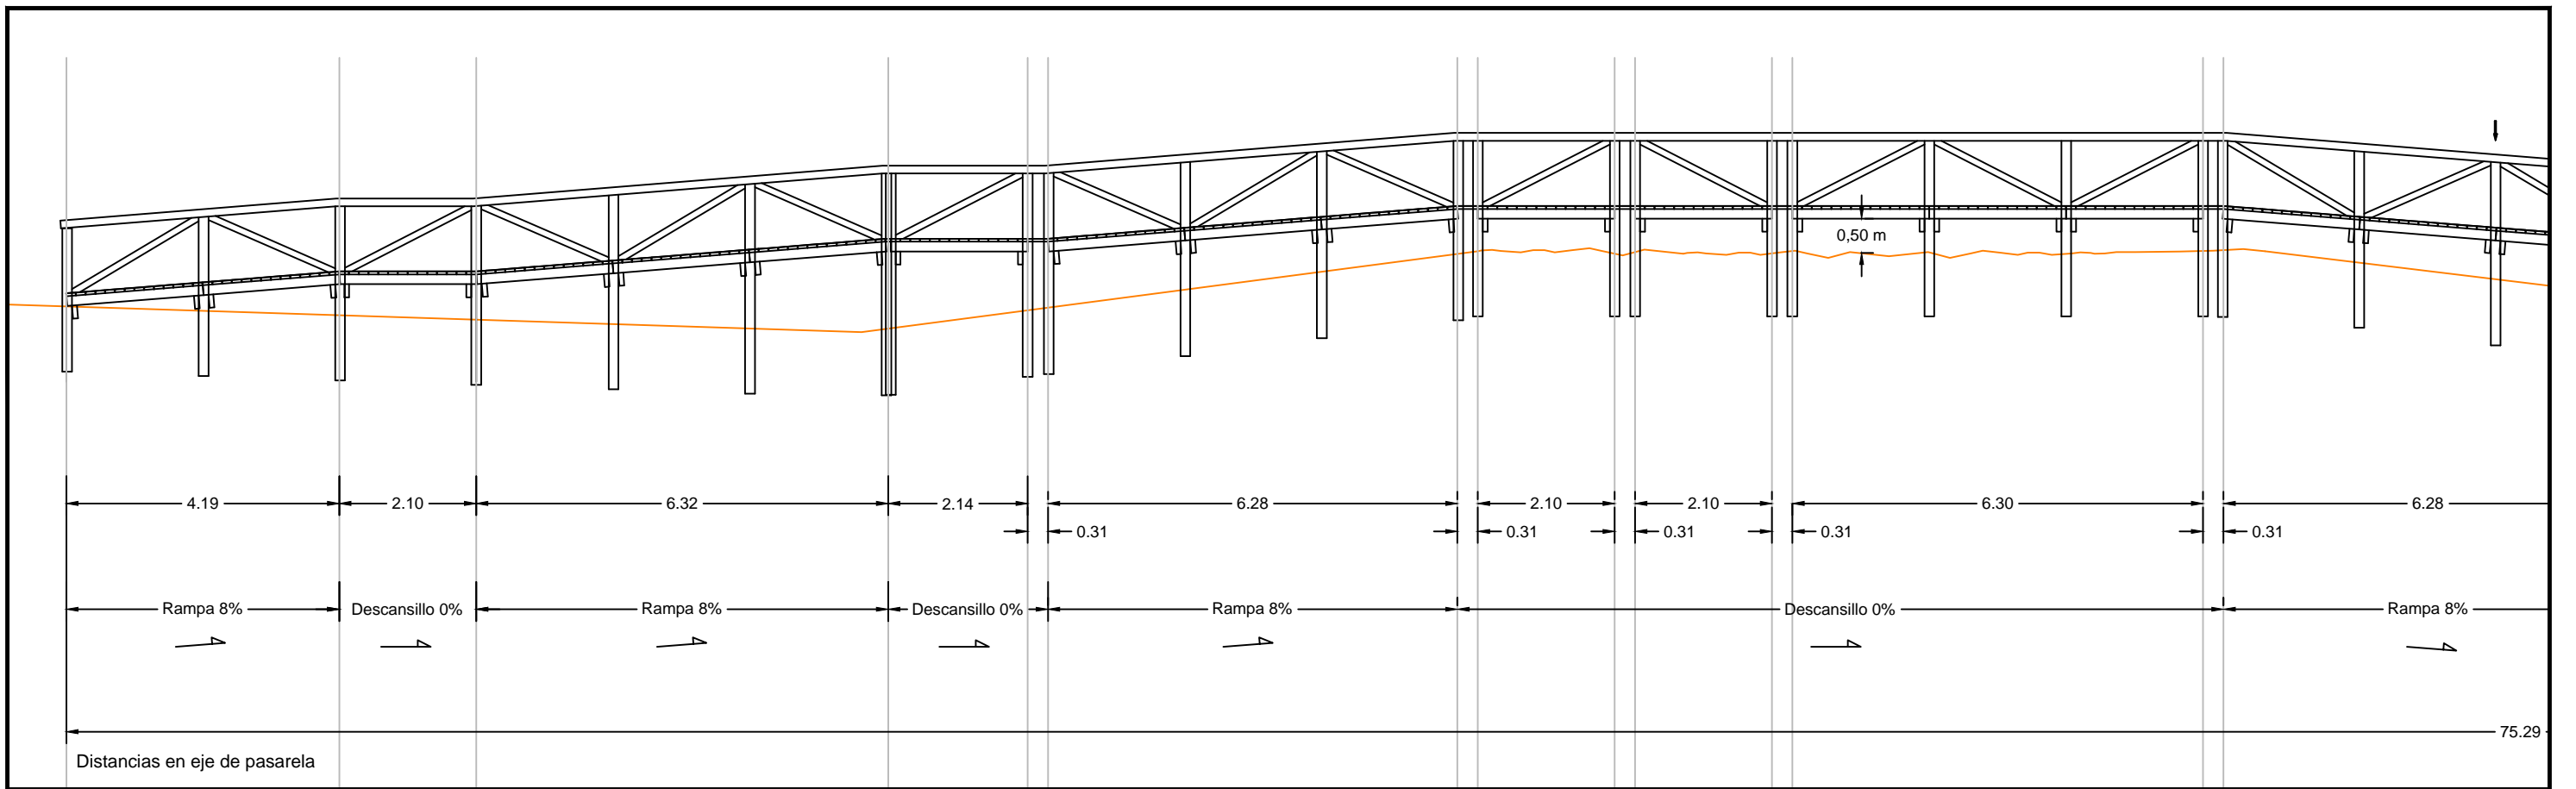 0,50 m
4.19 2.10 6.32 2.14 6.28 2.10 2.10 6.30 6.28
0.31 0.31 0.31 0.31 0.31
Rampa 8% Descansillo 0% Rampa 8% Descansillo 0% Rampa 8% Descansillo 0% Rampa 8%
75.29
Distancias en eje de pasarela